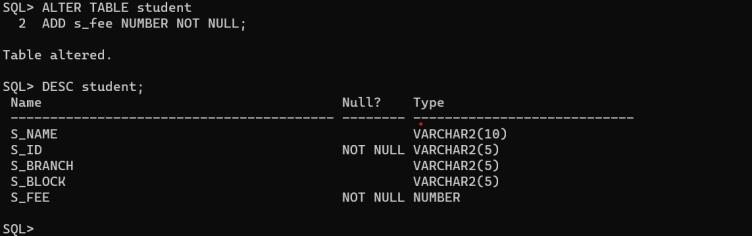 SQL> ALTER TABLE student
  2  ADD s_fee NUMBER NOT NULL;
Table altered.
SQL> DESC student;
 Name                                      Null?    Type
 ----------------------------------------- -------- ----------------------------
 S_NAME                                             VARCHAR2(10)
 S_ID                                      NOT NULL VARCHAR2(5)
 S_BRANCH                                           VARCHAR2(5)
 S_BLOCK                                            VARCHAR2(5)
 S_FEE                                     NOT NULL NUMBER
SQL>